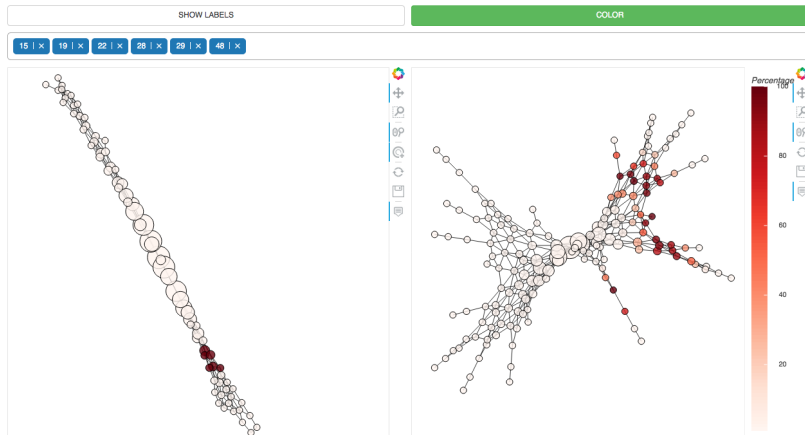 SHOW LABELS
COLOR
15 | × 19 | × 22 | × 28 | × 29 | × 48 | ×
Percentage
100
80
60
40
20